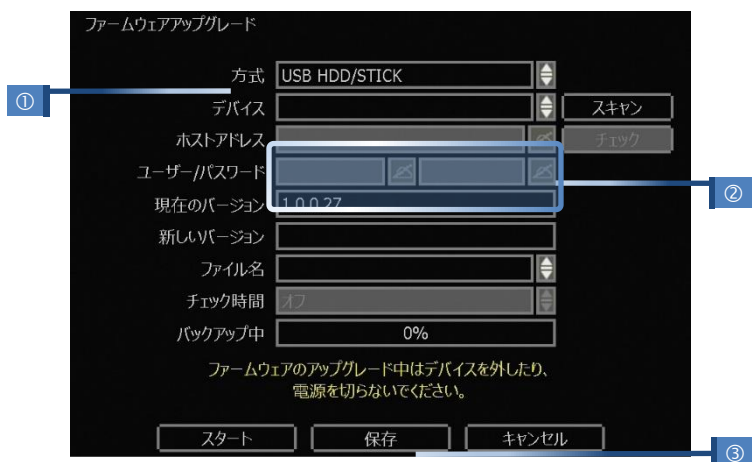 ファームウェアアップグレード
方式 USB HDD/STICK
①
デバイス スキャン
ホストアドレス チェック
ユーザー/パスワード
②
現在のバージョン 1.0.0.27
新しいバージョン
ファイル名
チェック時間 オフ
バックアップ中 0%
ファームウェアのアップグレード中はデバイスを外したり、
電源を切らないでください。
スタート 保存 キャンセル
③